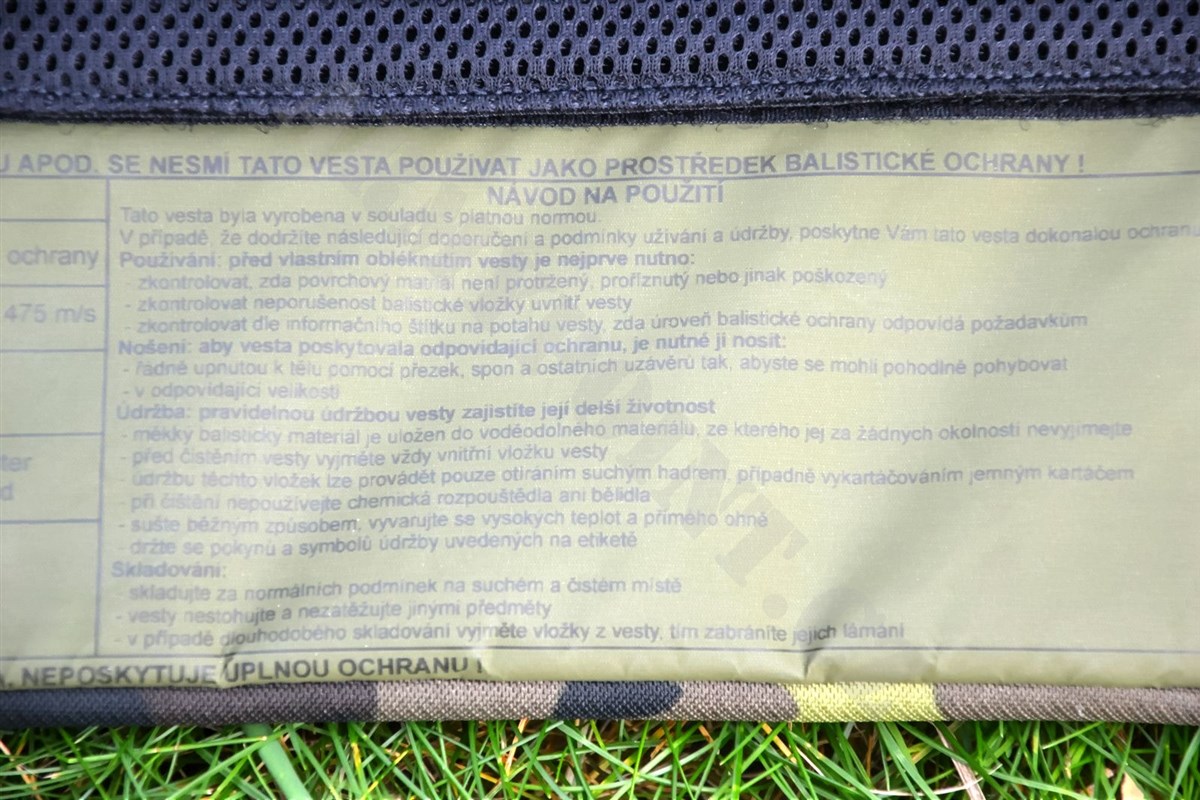 U APOD. SE NESMÍ TATO VESTA POUŽÍVAT JAKO PROSTŘEDEK BALISTICKÉ OCHRANY !
NÁVOD NA POUŽITÍ
Tato vesta byla vyrobena v souladu s platnou normou.
V případě, že dodržíte následující doporučení a podmínky užívání a údržby, poskytne Vám tato vesta dokonalou ochranu
ochrany
Používání: před vlastním obléknutím vesty je nejprve nutno:
- zkontrolovat, zda povrchový matriál není protržený, proříznutý nebo jinak poškozený
- zkontrolovat neporušenost balistické vložky uvnitř vesty
475 m/s
- zkontrolovat dle informačního štítku na potahu vesty, zda úroveň balistické ochrany odpovídá požadavkům
Nošení: aby vesta poskytovala odpovídající ochranu, je nutné ji nosit:
- řádně upnutou k tělu pomocí přezek, spon a ostatních uzávěrů tak, abyste se mohli pohodlně pohybovat
- v odpovídající velikosti
Údržba: pravidelnou údržbou vesty zajistíte její delší životnost
- měkký balistický materiál je uložen do voděodolného materiálu, ze kterého jej za žádných okolností nevyjímejte
- před čistěním vesty vyjměte vždy vnitřní vložku vesty
ter
- údržbu těchto vložek lze provádět pouze otíráním suchým hadrem, případně vykartáčováním jemným kartáčem
d
- při čištění nepoužívejte chemická rozpouštědla ani bělidla
- sušte běžným způsobem, vyvarujte se vysokých teplot a přímého ohně
- držte se pokynů a symbolů údržby uvedených na etiketě
Skladování:
- skladujte za normálních podmínek na suchém a čistém místě
- vesty nestohujte a nezatěžujte jinými předměty
- v případě dlouhodobého skladování vyjměte vložky z vesty, tím zabráníte jejich lámání
NEPOSKYTUJE ÚPLNOU OCHRANU !